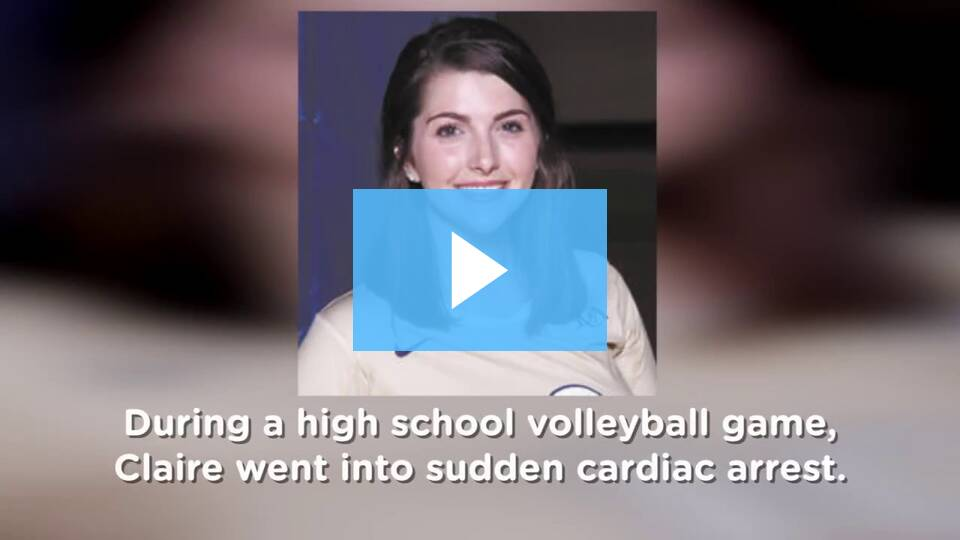 During a high school volleyball game,
Claire went into sudden cardiac arrest.